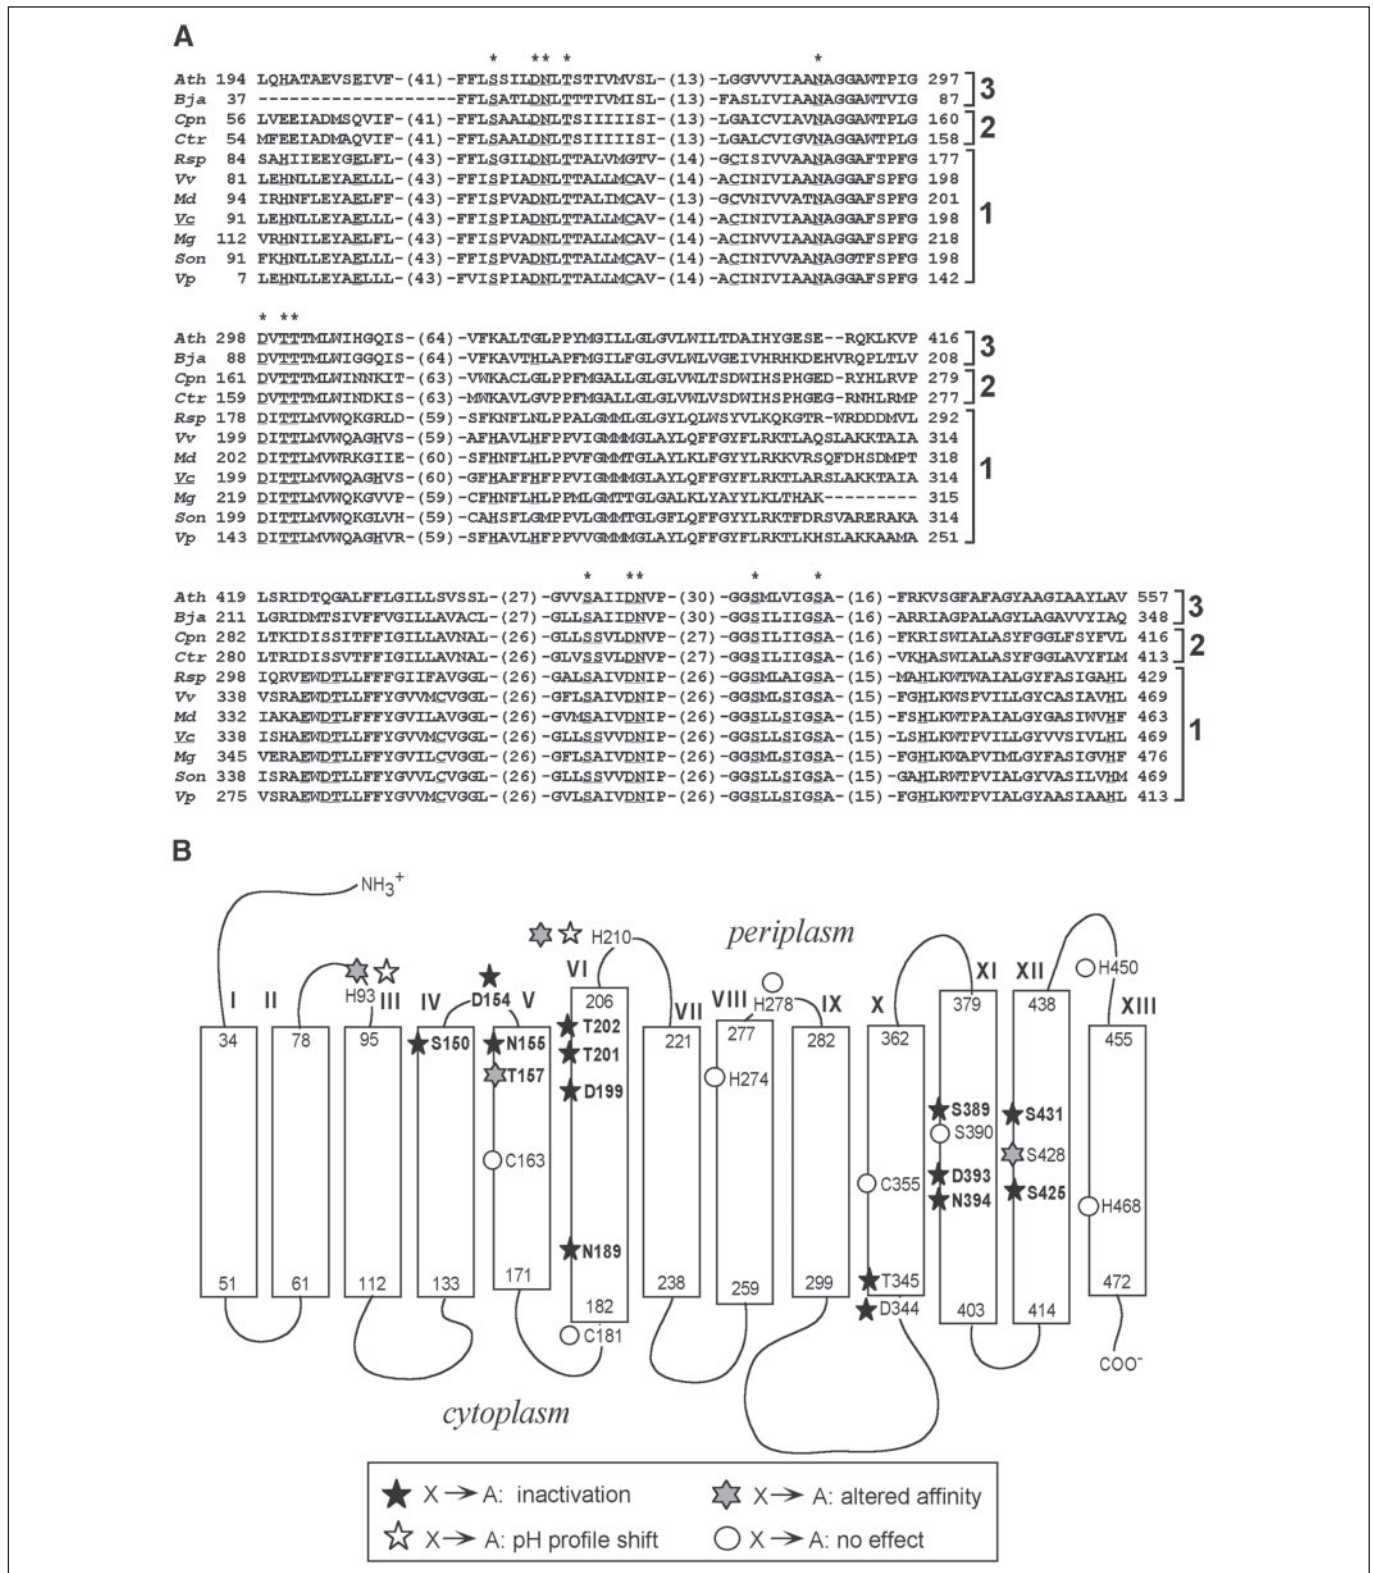 A
* ** * *
Ath 194 LQHATAEVSEIVF-(41)-FFLSSILDNLTSTIVMVSL-(13)-LGGVVVIAANAGGAWTPIG 297
Bja 37 -------------------FFLSATLDNLTTTIVMISL-(13)-FASLIVIAANAGGAWTVIG 87
3
Cpn 56 LVEEIADMSQVIF-(41)-FFLSAALDNLTSIIIIISI-(13)-LGAICVIAVNAGGAWTPLG 160
Ctr 54 MFEEIADMAQVIF-(41)-FFLSAALDNLTSIIIIISI-(13)-LGALCVIGVNAGGAWTPLG 158
2
Rsp 84 SAHIIEEYGELFL-(43)-FFLSGILDNLTTALVMGTV-(14)-GCISIVVAANAGGAFTPFG 177
Vv 81 LEHNLLEYAELLL-(43)-FFISPIADNLTTALLMCAV-(14)-ACINIVIAANAGGAFSPFG 198
Md 94 IRHNFLEYAELFF-(43)-FFISPVADNLTTALIMCAV-(13)-GCVNIVVATNAGGAFSPFG 201
Vc 91 LEHNLLEYAELLL-(43)-FFISPIADNLTTALLMCAV-(14)-ACINIVIAANAGGAFSPFG 198
Mg 112 VRHNILEYAELFL-(43)-FFISPVADNLTTALLMCAV-(14)-ACINVVIAANAGGAFSPFG 218
Son 91 FKHNLLEYAELLL-(43)-FFISPVADNLTTALLMCAV-(14)-ACINIVVAANAGGTFSPFG 198
Vp 7 LEHNLLEYAELLL-(43)-FVISPIADNLTTALLMCAV-(14)-ACINIVIAANAGGAFSPFG 142
1
* **
Ath 298 DVTTTMLWIHGQIS-(64)-VFKALTGLPPYMGILLGLGVLWILTDAIHYGESE--RQKLKVP 416
Bja 88 DVTTTMLWIGGQIS-(64)-VFKAVTHLAPFMGILFGLGVLWLVGEIVHRHKDEHVRQPLTLV 208
3
Cpn 161 DVTTTMLWINNKIT-(63)-VWKACLGLPPFMGALLGLGLVWLTSDWIHSPHGED-RYHLRVP 279
Ctr 159 DVTTTMLWINDKIS-(63)-MWKAVLGVPPFMGALLGLGLVWLVSDWIHSPHGEG-RNHLRMP 277
2
Rsp 178 DITTLMVWQKGRLD-(59)-SFKNFLNLPPALGMMLGLGYLQLWSYVLKQKGTR-WRDDDMVL 292
Vv 199 DITTLMVWQAGHVS-(59)-AFHAVLHFPPVIGMMMGLAYLQFFGYFLRKTLAQSLAKKTAIA 314
Md 202 DITTLMVWRKGIIE-(60)-SFHNFLHLPPVFGMMTGLAYLKLFGYYLRKKVRSQFDHSDMPT 318
Vc 199 DITTLMVWQAGHVS-(60)-GFHAFFHFPPVIGMMMGLAYLQFFGYFLRKTLARSLAKKTAIA 314
Mg 219 DITTLMVWQKGVVP-(59)-CFHNFLHLPPMLGMTTGLGALKLYAYYLKLTHAK--------- 315
Son 199 DITTLMVWQKGLVH-(59)-CAHSFLGMPPVLGMMTGLGFLQFFGYYLRKTFDRSVARERAKA 314
Vp 143 DITTLMVWQAGHVR-(59)-SFHAVLHFPPVVGMMMGLAYLQFFGYFLRKTLKHSLAKKAAMA 251
1
* ** * *
Ath 419 LSRIDTQGALFFLGILLSVSSL-(27)-GVVSAIIDNVP-(30)-GGSMLVIGSA-(16)-FRKVSGFAFAGYAAGIAAYLAV 557
Bja 211 LGRIDMTSIVFFVGILLAVACL-(27)-GLLSAIIDNVP-(30)-GGSILIIGSA-(16)-ARRIAGPALAGYLAGAVVYIAQ 348
3
Cpn 282 LTKIDISSITFFIGILLAVNAL-(26)-GLLSSVLDNVP-(30)-GGSILIIGSA-(16)-FKRISWIALASYFGGLFSYFVL 416
Ctr 280 LTRIDISSVTFFIGILLAVNAL-(26)-GLVSSVLDNVP-(27)-GGSILIIGSA-(16)-VKHASWIALASYFGGLAVYFLM 413
2
Rsp 298 IQRVEWDTLLFFFGIIFAVGGL-(26)-GALSAIVDNIP-(26)-GGSMLAIGSA-(15)-MAHLKWTWAIALGYFASIGAHL 429
Vv 338 VSRAEWDTLLFFYGVVMCVGGL-(26)-GFLSAIVDNIP-(26)-GGSMLSIGSA-(15)-FGHLKWSPVILLGYCASIAVHL 469
Md 332 IAKAEWDTLFFFYGVILAVGGL-(26)-GVMSAIVDNIP-(26)-GGSLLSIGSA-(15)-FSHLKWTPAIALGYGASIWVHF 463
Vc 338 ISHAEWDTLLFFYGVVMCVGGL-(26)-GLLSSVVDNIP-(26)-GGSLLSIGSA-(15)-LSHLKWTPVIALGYVVSIVLHL 469
Mg 345 VERAEWDTLLFFYGVILCVGGL-(26)-GFLSAIVDNIP-(26)-GGSMLSIGSA-(15)-FGHLKWAPVIMLGYFASIGVHF 476
Son 338 ISRAEWDTLLFFYGVVLCVGGL-(26)-GLLSSVVDNIP-(26)-GGSLLSIGSA-(15)-GAHLRWTPVIALGYVASILVHM 469
Vp 275 VSRAEWDTLLFFYGVVMCVGGL-(26)-GVLSAIVDNIP-(26)-GGSLLSIGSA-(15)-FGHLKWTPVIALGYAASIAAHL 413
1
B
NH3+
periplasm
H210
H93
D154
H278
H450
I II III IV V VI VII VIII IX X XI XII XIII
34 78 95 S150 N155 206 221 277 282 362 379 438 455
T157
T202
T201
D199
H274
C163
N189
C355
S389
S390
D393
N394
S431
S428
S425
H468
T345
D344
51 61 112 133 171 182 238 259 299 403 414 472
C181
COO-
cytoplasm
X → A: inactivation
X → A: altered affinity
X → A: pH profile shift
X → A: no effect